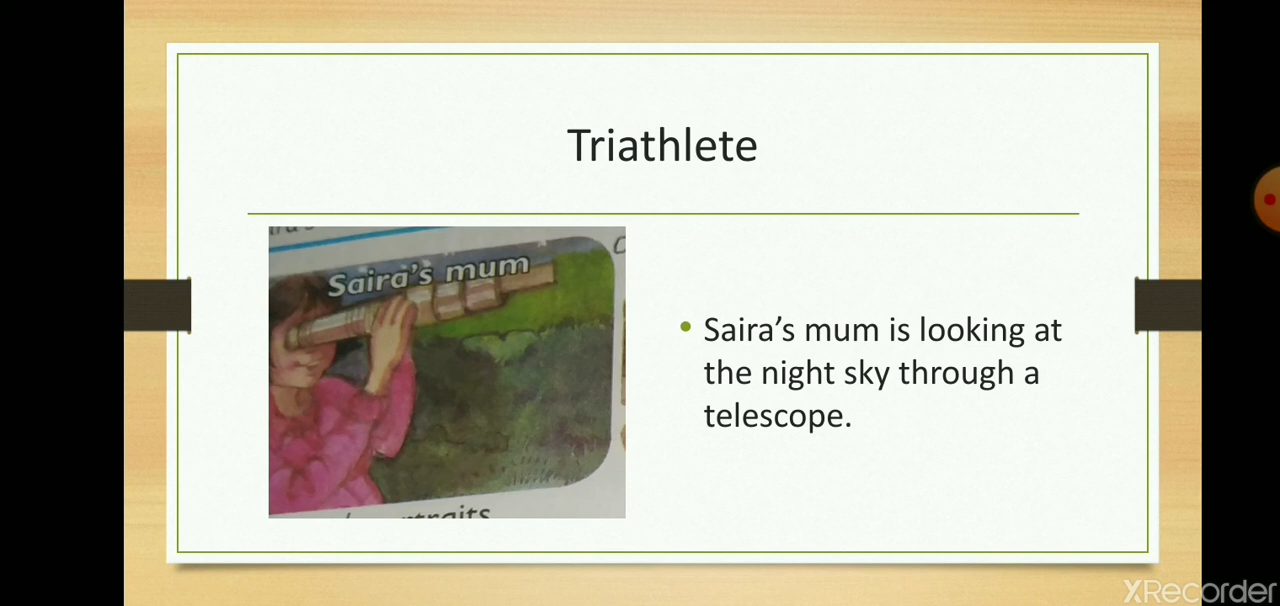 Triathlete
Saira's mum
Saira’s mum is looking at
the night sky through a
telescope.
XRecorder